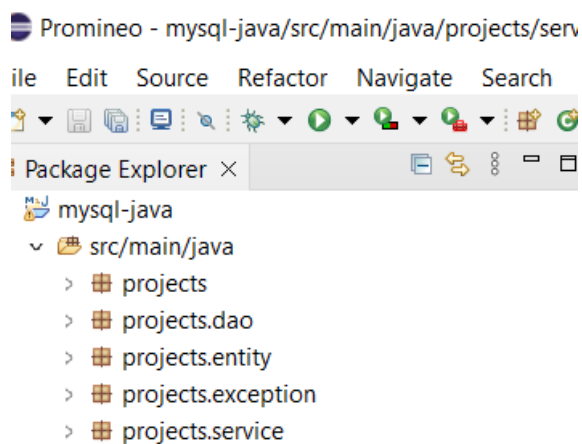 Promineo - mysql-java/src/main/java/projects/serv
ile Edit Source Refactor Navigate Search
Package Explorer
mysql-java
src/main/java
projects
projects.dao
projects.entity
projects.exception
projects.service